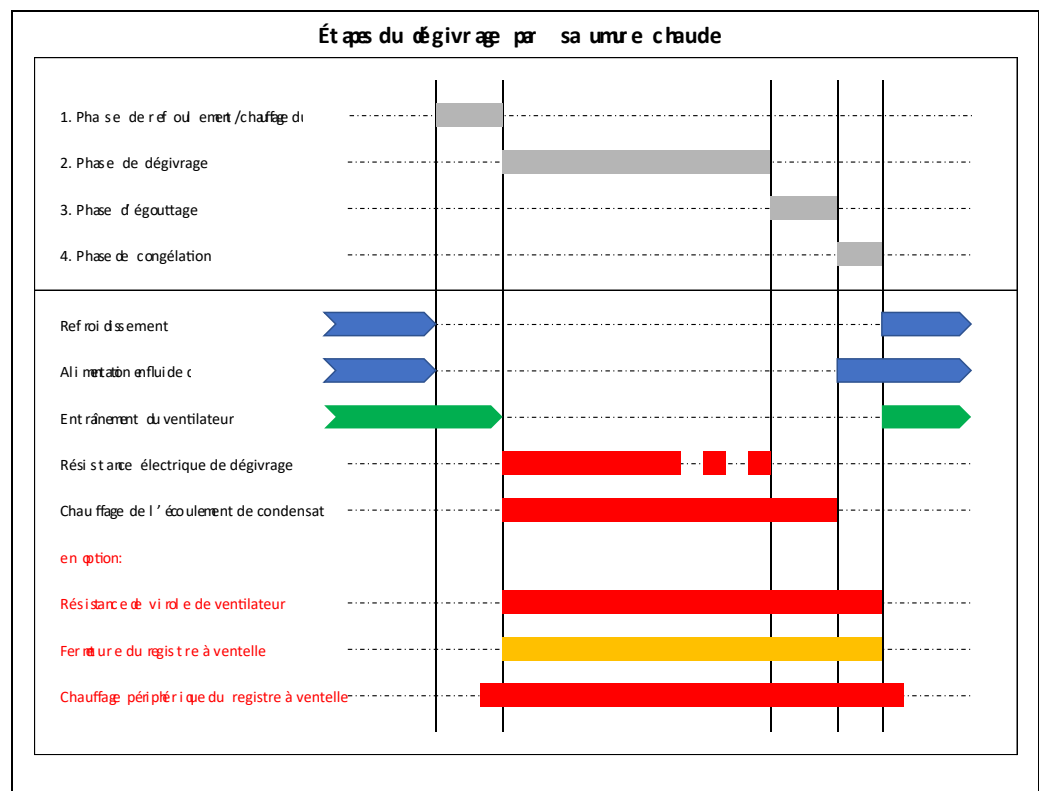 Étapes du dégivrage par saumure chaude
1. Phase de refoulement/chauffage du
2. Phase de dégivrage
3. Phase d'égouttage
4. Phase de congélation
Refroidissement
Alimentation en fluide c
Entraînement du ventilateur
Résistance électrique de dégivrage
Chauffage de l'écoulement de condensat
en option:
Résistance de virole de ventilateur
Fermeture du registre à ventelle
Chauffage périphérique du registre à ventelle